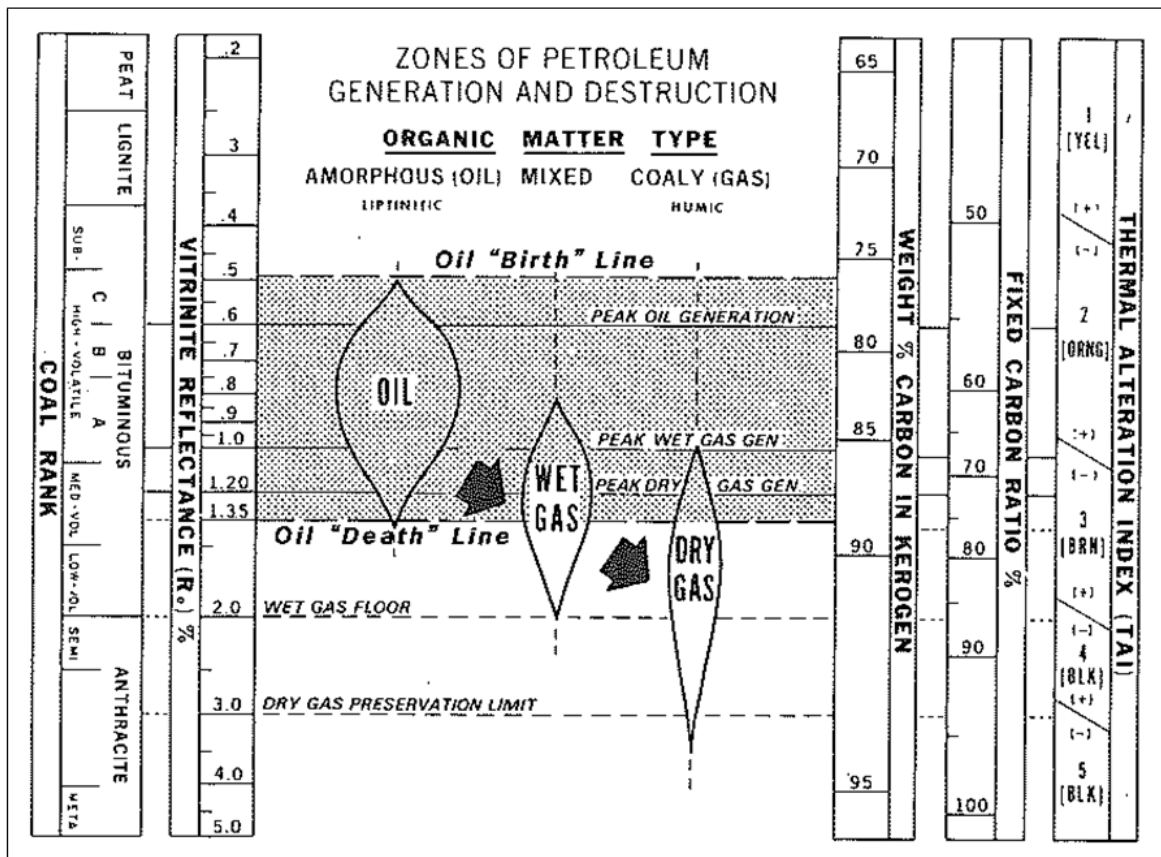 ZONES OF PETROLEUM
GENERATION AND DESTRUCTION
ORGANIC MATTER TYPE
AMORPHOUS (OIL) MIXED COALY (GAS)
LIPTINITIC HUMIC
Oil "Birth" Line
PEAK OIL GENERATION
OIL
PEAK WET GAS GEN
WET
GAS
PEAK DRY GAS GEN.
Oil "Death" Line
DRY
GAS
WET GAS FLOOR
DRY GAS PRESERVATION LIMIT
COAL RANK
PEAT
LIGNITE
SUB-
BITUMINOUS
HIGH - VOLATILE
C
B
A
MED-VOL
LOW-VOL
SEMI
ANTHRACITE
META
VITRINITE REFLECTANCE (Ro) %
.2
.3
.4
.5
.6
.7
.8
.9
1.0
1.20
1.35
2.0
3.0
4.0
5.0
65
70
75
80
85
90
95
WEIGHT % CARBON IN KEROGEN
50
60
70
80
90
100
FIXED CARBON RATIO %
1
[YEL]
(+)
(-)
2
[ORNG]
(+)
(-)
3
[BRN]
(+)
(-)
4
[BLK]
(+)
(-)
5
[BLK]
THERMAL ALTERATION INDEX (TAI)